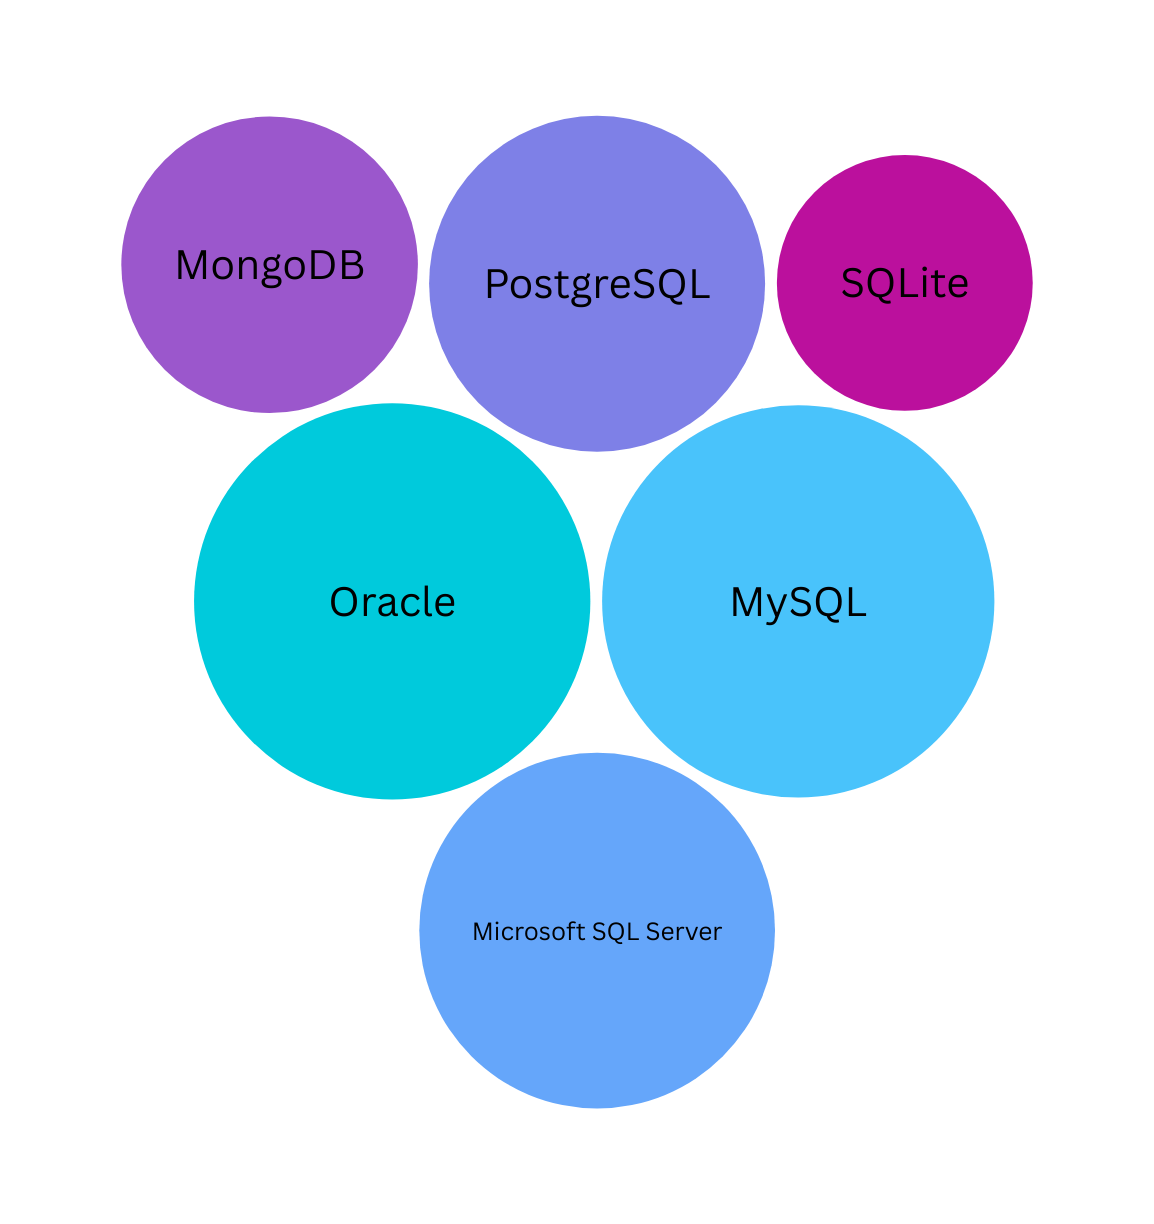 MongoDB
PostgreSQL
SQLite
Oracle
MySQL
Microsoft SQL Server